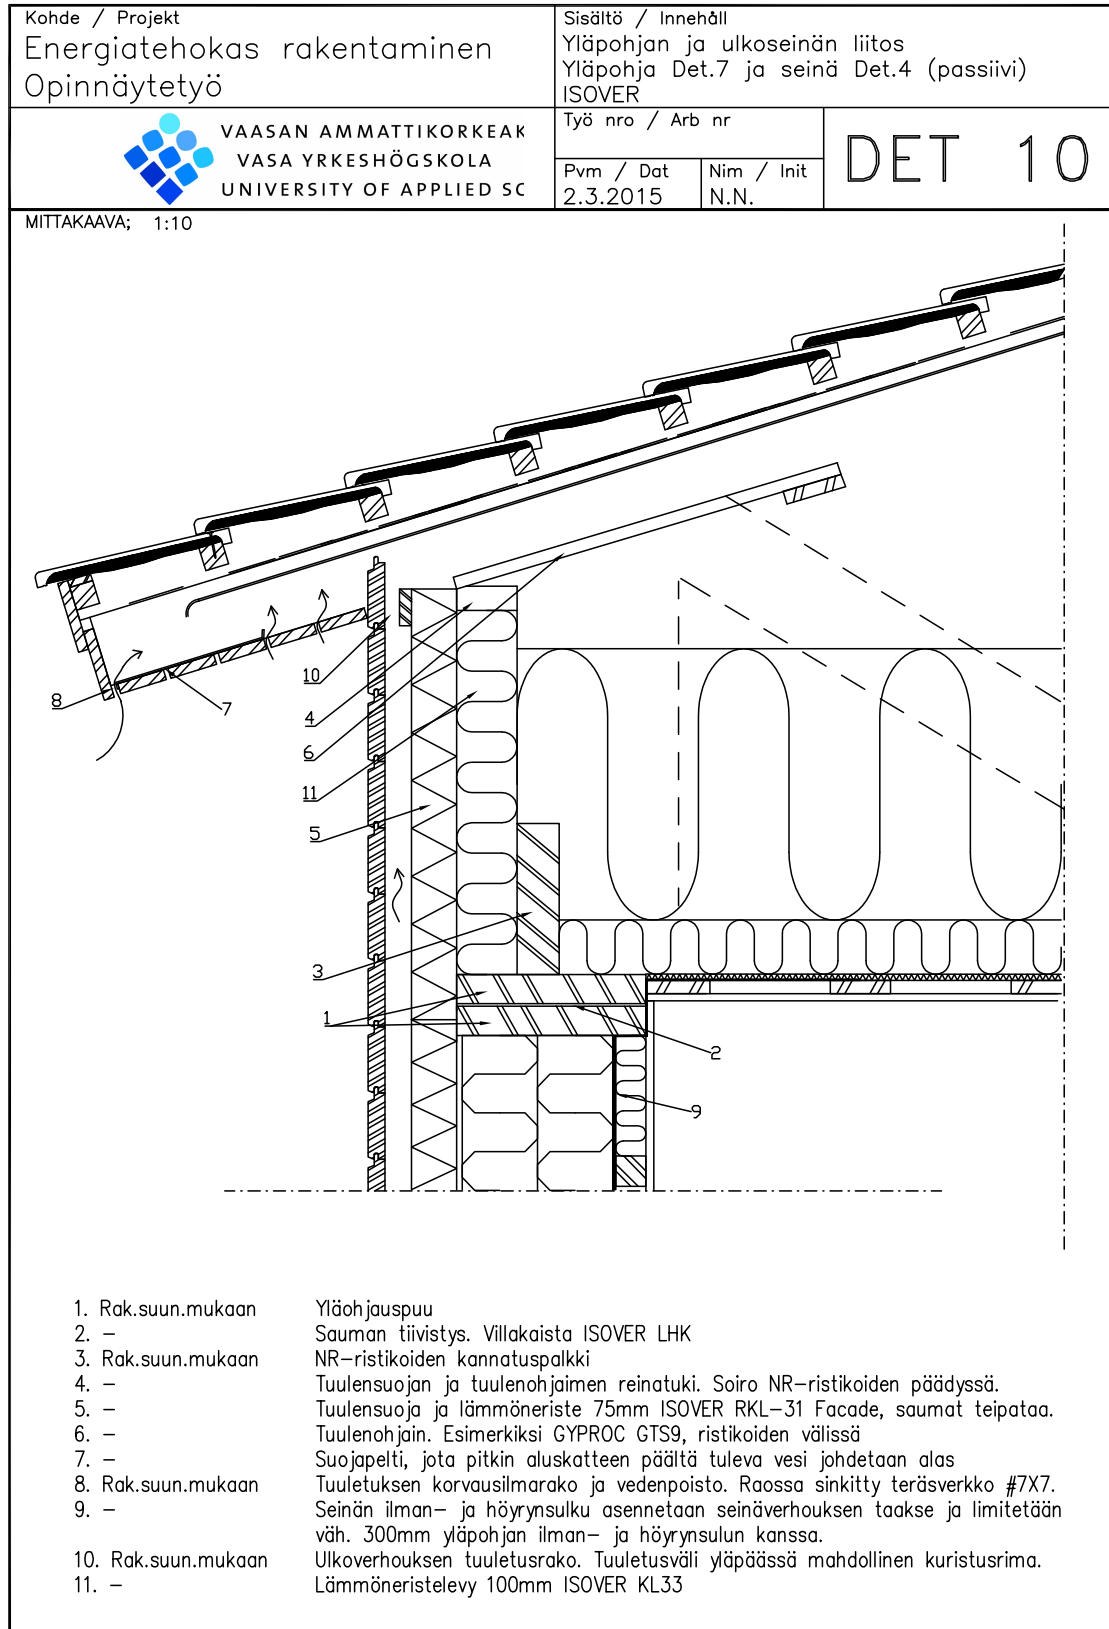 Kohde / Projekt
Energiatehokas rakentaminen
Opinnäytetyö
Sisältö / Innehåll
Yläpohjan ja ulkoseinän liitos
Yläpohja Det.7 ja seinä Det.4 (passiivi)
ISOVER
VAASAN AMMATTIKORKEAK
VASA YRKESHÖGSKOLA
UNIVERSITY OF APPLIED SC
Työ nro / Arb nr
Pvm / Dat
2.3.2015
Nim / Init
N.N.
DET 10
MITTAKAAVA; 1:10
8
7
10
4
6
11
5
3
1
2
9
1. Rak.suun.mukaan Yläohjauspuu
2. – Sauman tiivistys. Villakaista ISOVER LHK
3. Rak.suun.mukaan NR–ristikoiden kannatuspalkki
4. – Tuulensuojan ja tuulenohjaimen reinatuki. Soiro NR–ristikoiden päädyssä.
5. – Tuulensuoja ja lämmöneriste 75mm ISOVER RKL–31 Facade, saumat teipataa.
6. – Tuulenohjain. Esimerkiksi GYPROC GTS9, ristikoiden välissä
7. – Suojapelti, jota pitkin aluskatteen päältä tuleva vesi johdetaan alas
8. Rak.suun.mukaan Tuuletuksen korvausilmarako ja vedenpoisto. Raossa sinkitty teräsverkko #7X7.
9. – Seinän ilman– ja höyrynsulku asennetaan seinäverhouksen taakse ja limitetään
väh. 300mm yläpohjan ilman– ja höyrynsulun kanssa.
10. Rak.suun.mukaan Ulkoverhouksen tuuletusrako. Tuuletusväli yläpäässä mahdollinen kuristusrima.
11. – Lämmöneristelevy 100mm ISOVER KL33